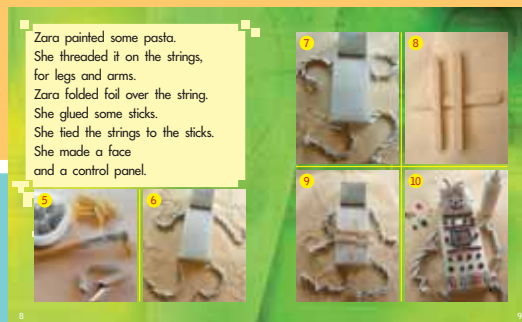 Zara painted some pasta.
She threaded it on the strings,
for legs and arms.
Zara folded foil over the string.
She glued some sticks.
She tied the strings to the sticks.
She made a face
and a control panel.
5
6
7
8
9
10
8
9